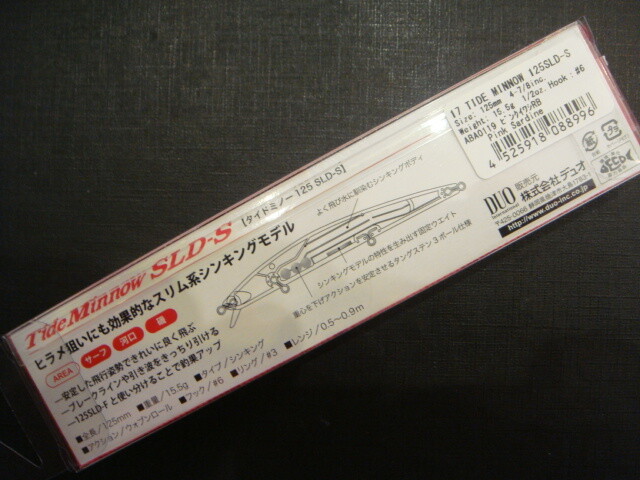 Tide Minnow SLD-S [タイドミノー 125 SLD-S]
ヒラメ狙いにも効果的なスリム系シンキングモデル
AREA サーフ 河口 磯
安定した飛行姿勢できれいに良く飛ぶ
ブレークラインや引き波をきっちり引ける
125SLD-Fと使い分けることで釣果アップ
■全長/125mm ■重量/15.5g ■タイプ/シンキング
■アクション/ウォブンロール ■フック/#6 ■リング/#3 ■レンジ/0.5~0.9m
よく飛び水に馴染むシンキングボディ
シンキングモデルの特性を生み出す固定ウエイト
重心を下げアクションを安定させるタングステン3ボール仕様
17 TIDE MINNOW 125SLD-S
Size: 125mm 4-7/8inc.
Weight: 15.5g 1/2oz. Hook: #6
ABA0119 ピンクイワシRB
Pink Sardine
4 525918 088996
DUO 販売元 株式会社デュオ
http://www.duo-inc.co.jp